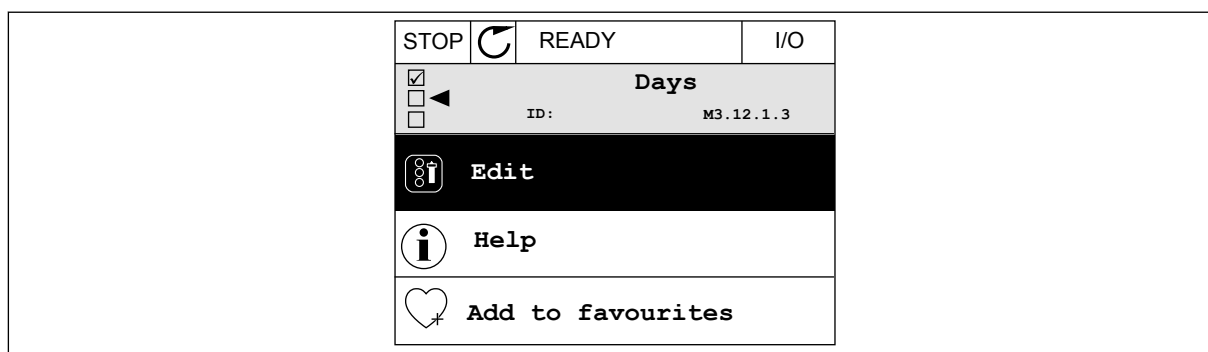 STOP READY I/O
Days
ID: M3.12.1.3
Edit
Help
Add to favourites